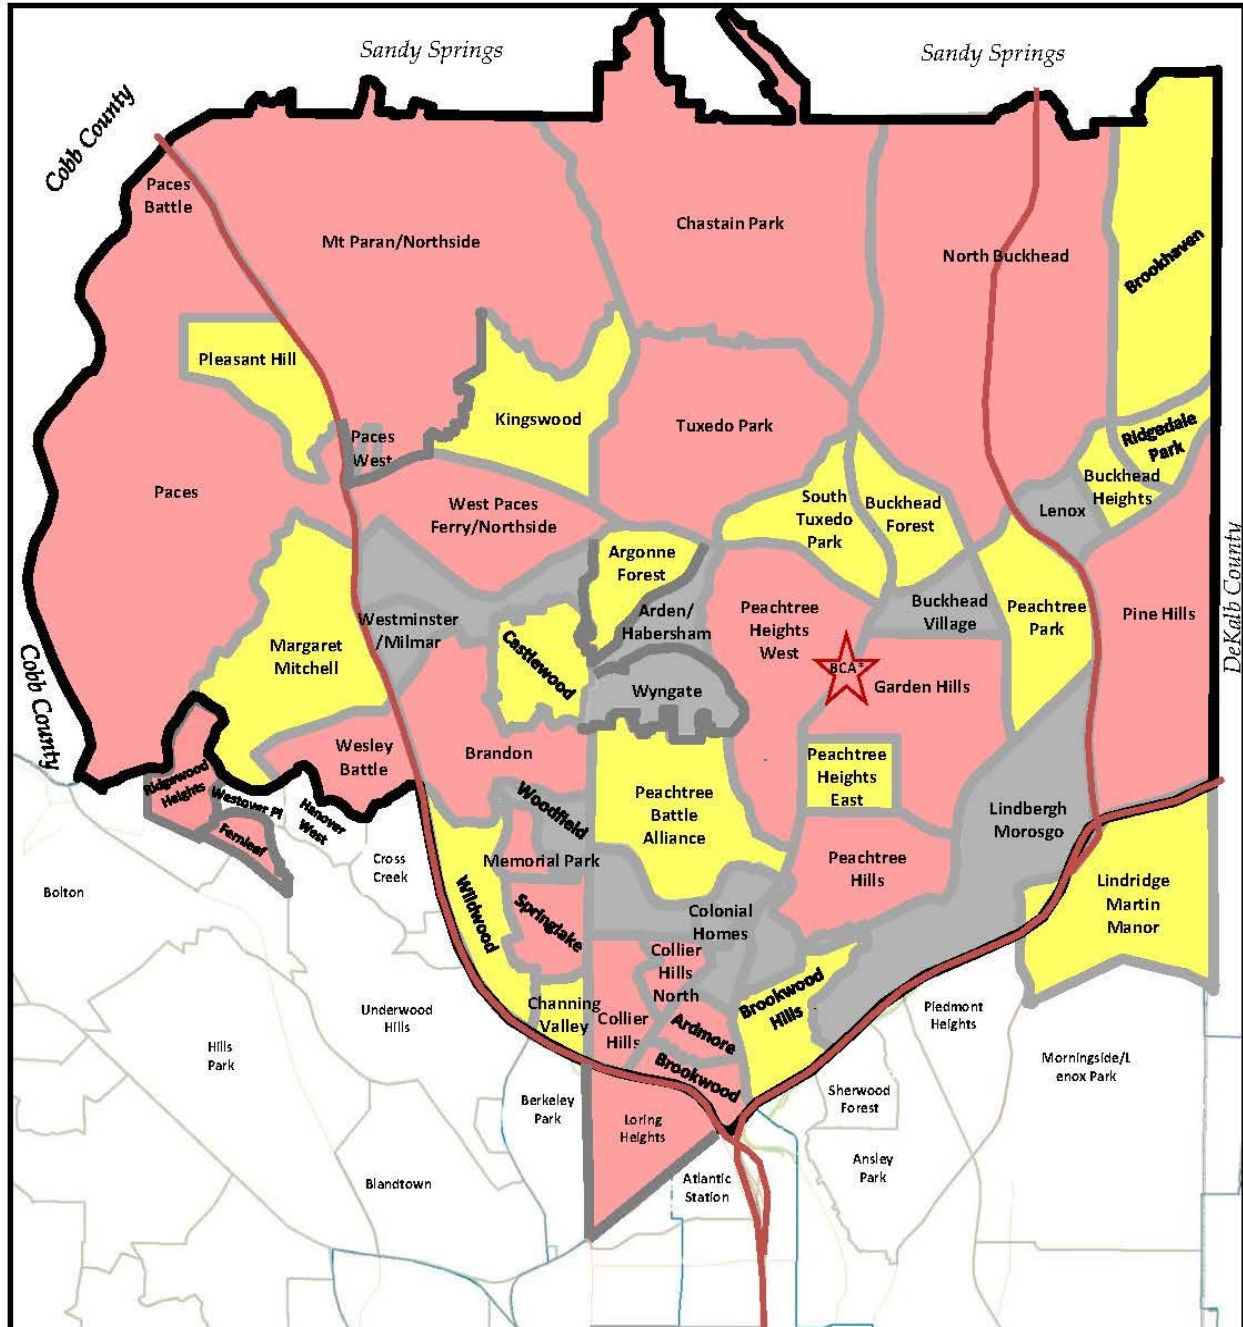 Sandy Springs
Sandy Springs
Cobb County
Paces
Battle
Mt Paran/Northside
Chastain Park
North Buckhead
Brookhaven
Pleasant Hill
Kingswood
Tuxedo Park
Paces
West
Ridgedale
Park
Buckhead
Heights
Paces
West Paces
Ferry/Northside
South
Tuxedo
Park
Buckhead
Forest
Lenox
Argonne
Forest
DeKalb County
Westminster
/Milmar
Arden/
Habersham
Peachtree
Heights
West
Buckhead
Village
Peachtree
Park
Pine Hills
Margaret
Mitchell
Castlewood
BCA*
Garden Hills
Wyngate
Cobb County
Wesley
Battle
Brandon
Peachtree
Heights
East
Ridgewood
Heights
Westover Pl
Hanover
West
Woodfield
Peachtree
Battle
Alliance
Lindbergh
Morosgo
Fernleaf
Cross
Creek
Memorial Park
Peachtree
Hills
Bolton
Wildwood
Springlake
Colonial
Homes
Lindridge
Martin
Manor
Collier
Hills
North
Brookwood
Hills
Channing
Valley
Underwood
Hills
Collier
Hills
Ardmore
Piedmont
Heights
Hills
Park
Brookwood
Morningside/L
enox Park
Berkeley
Park
Sherwood
Forest
Loring
Heights
Ansley
Park
Blandtown
Atlantic
Station